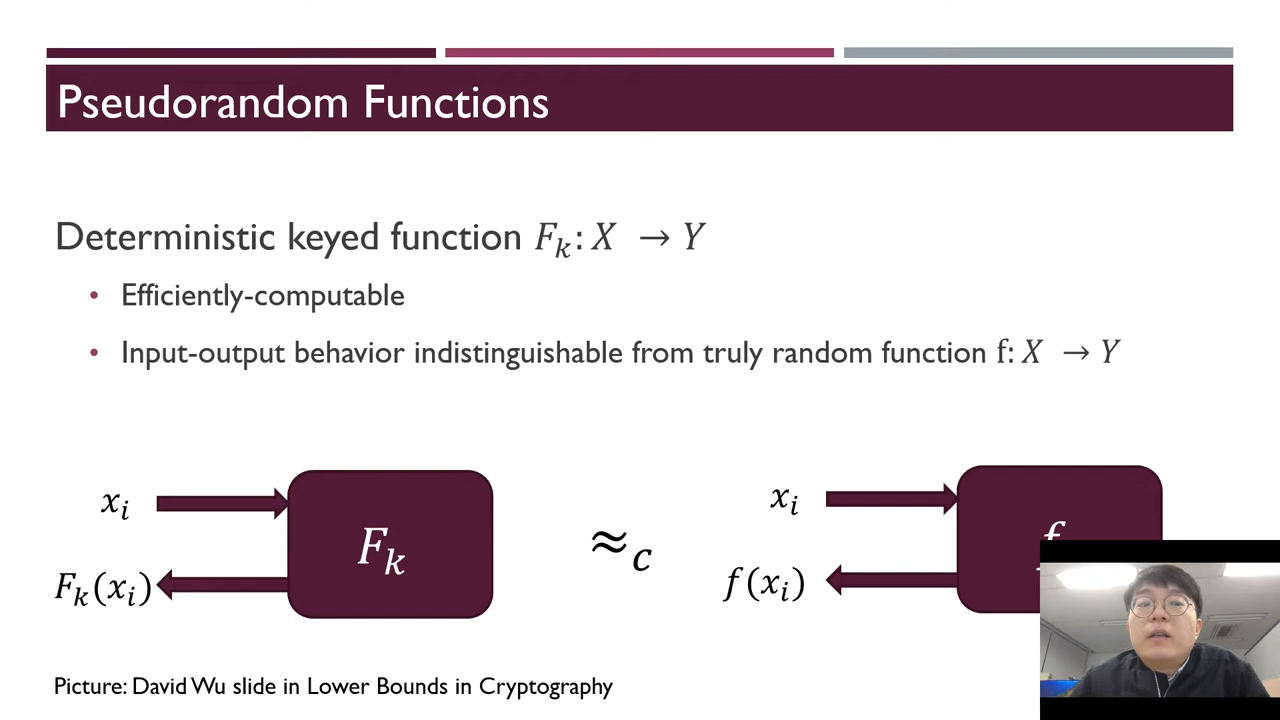 Pseudorandom Functions
Deterministic keyed function F_k: X → Y
• Efficiently-computable
• Input-output behavior indistinguishable from truly random function f: X → Y
x_i
F_k
F_k(x_i)
≈_c
x_i
f
f(x_i)
Picture: David Wu slide in Lower Bounds in Cryptography